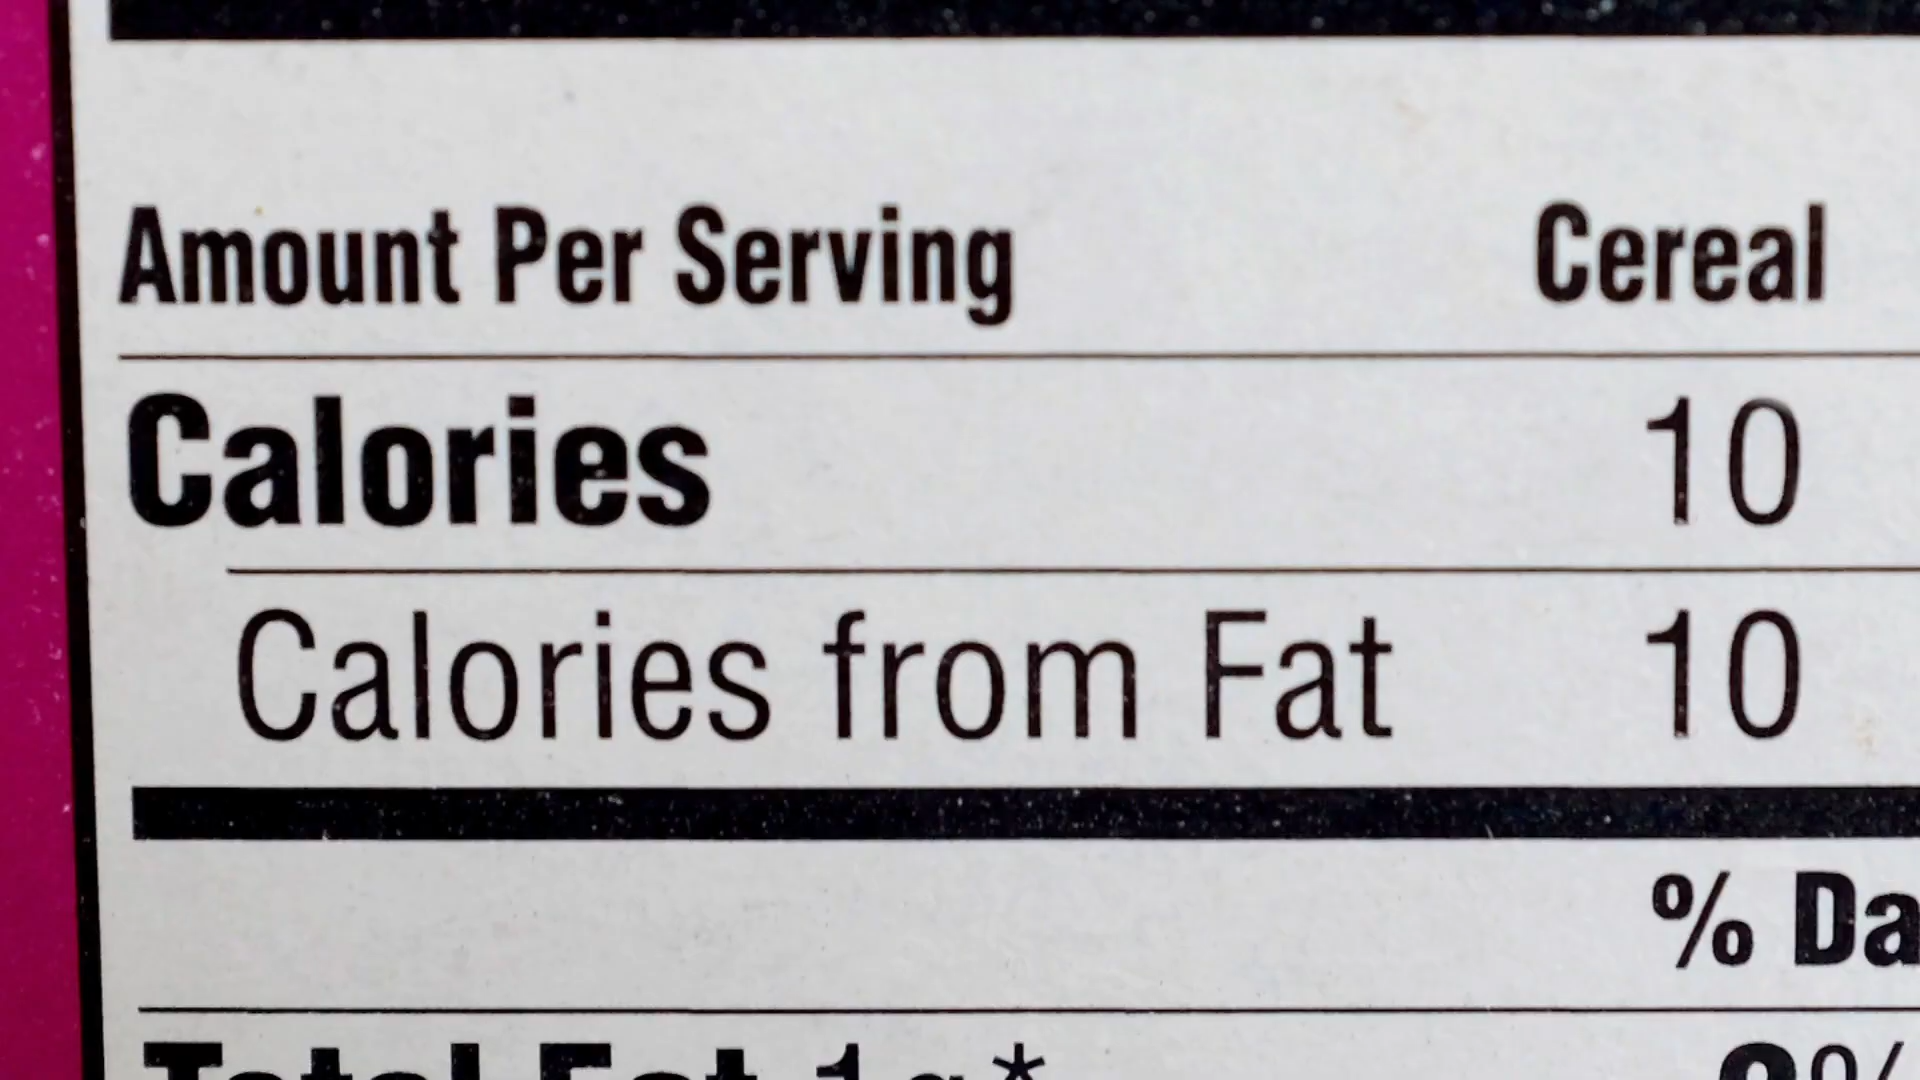 Amount Per Serving Cereal
Calories 10
Calories from Fat 10
% Da
Total Fat 1g*